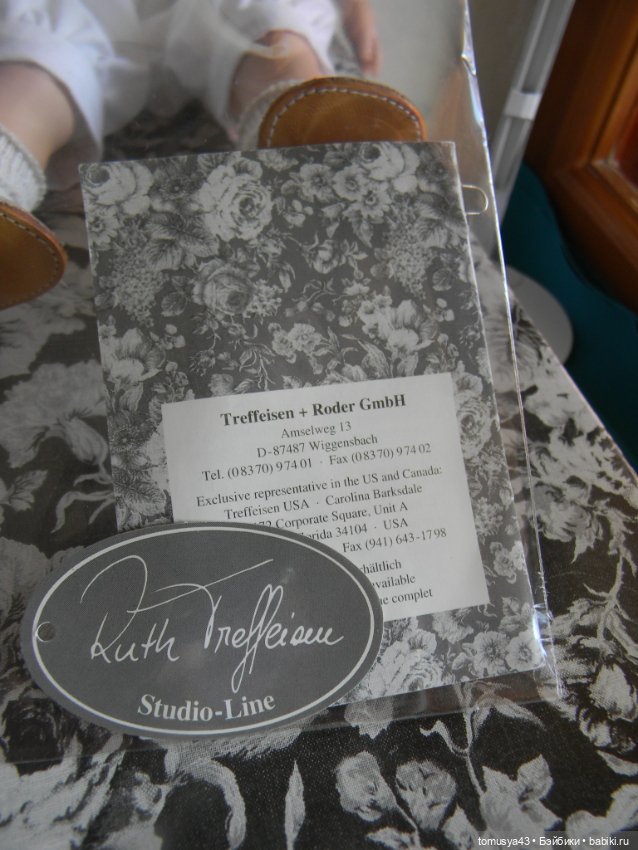 Treffeisen + Roder GmbH
Amselweg 13
D-87487 Wiggensbach
Tel. (08370) 974 01 · Fax (08370) 974 02
Exclusive representative in the US and Canada:
Treffeisen USA · Carolina Barksdale
Corporate Square, Unit A
34104 · USA
Fax (941) 643-1798
available
complet
Ruth Treffeisen
Studio-Line
tomusya43 • Бэйбики • babiki.ru